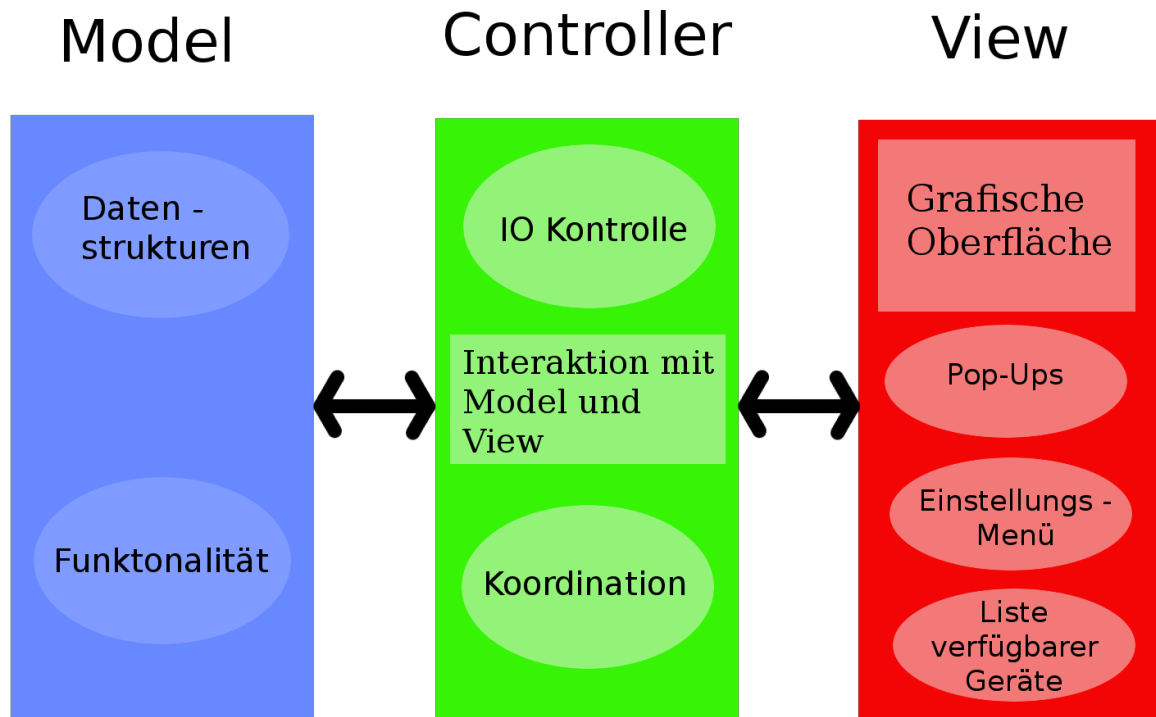 Model
Controller
View
Daten -
strukturen
Funktonalität
IO Kontrolle
Interaktion mit
Model und
View
Koordination
Grafische
Oberfläche
Pop-Ups
Einstellungs -
Menü
Liste
verfügbarer
Geräte